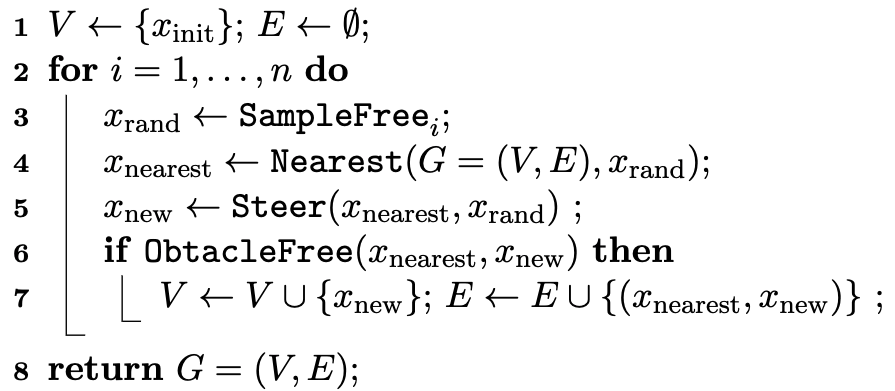 1 V ← {x_init}; E ← ∅;
2 for i = 1, . . . , n do
3 x_rand ← SampleFree_i;
4 x_nearest ← Nearest(G = (V, E), x_rand);
5 x_new ← Steer(x_nearest, x_rand) ;
6 if ObtacleFree(x_nearest, x_new) then
7 V ← V ∪ {x_new}; E ← E ∪ {(x_nearest, x_new)} ;
8 return G = (V, E);